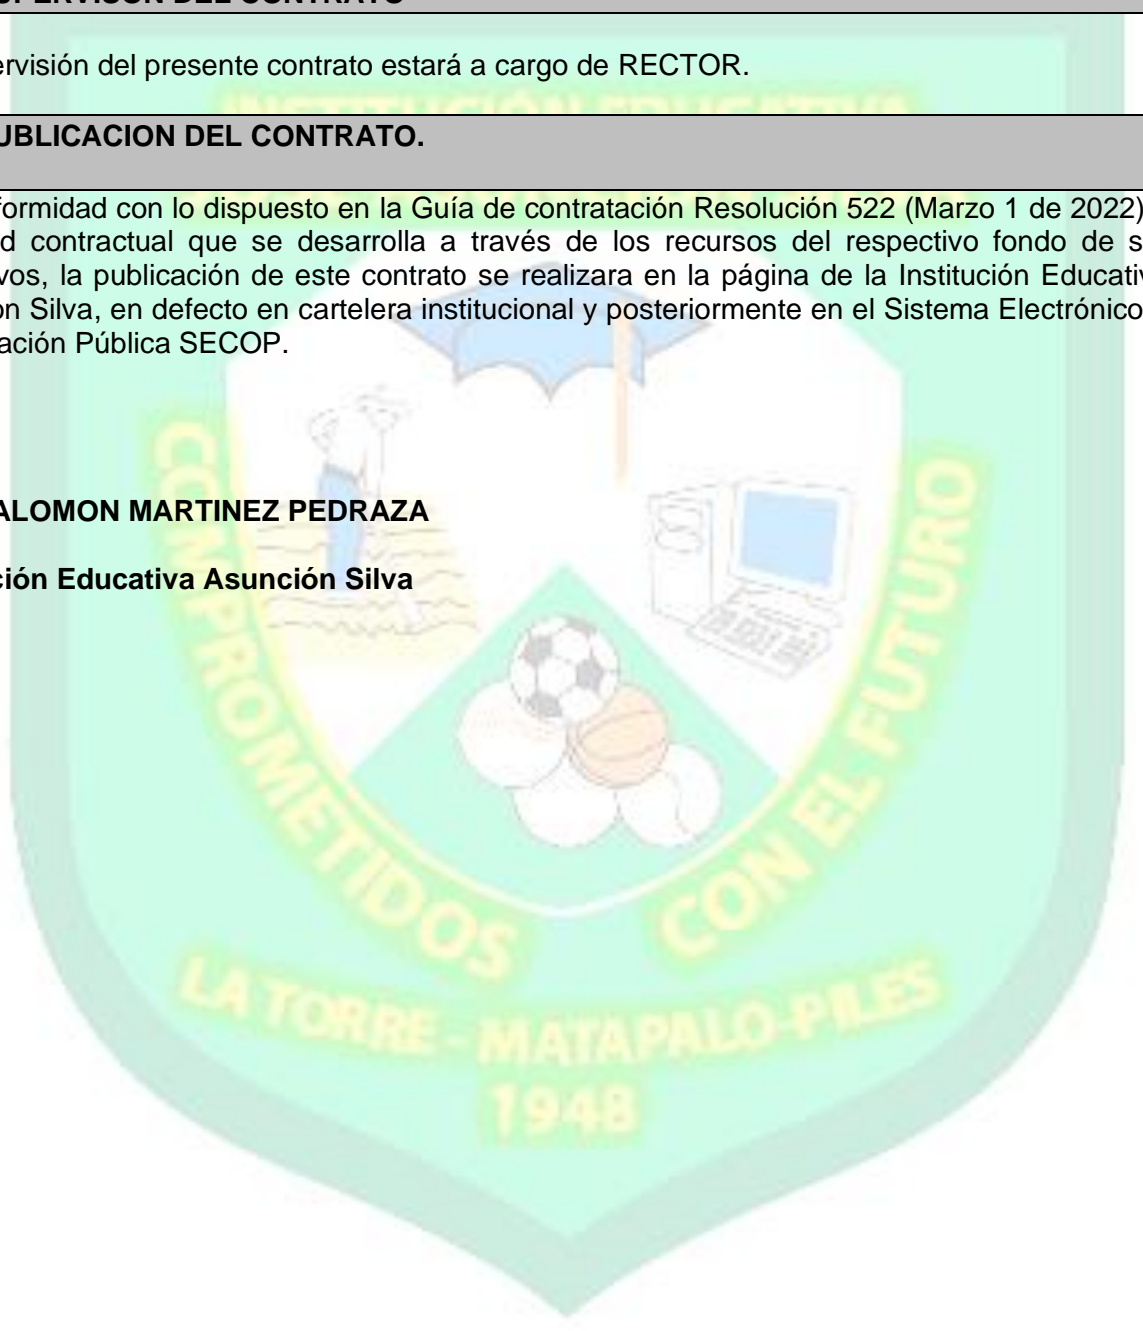 UPERVISON DEL CONTRATO
ervisión del presente contrato estará a cargo de RECTOR.
INSTITUCIÓN EDUCATIVA
UBLICACION DEL CONTRATO.
formidad con lo dispuesto en la Guía de contratación Resolución 522 (Marzo 1 de 2022)
d contractual que se desarrolla a través de los recursos del respectivo fondo de s
vos, la publicación de este contrato se realizara en la página de la Institución Educativ
on Silva, en defecto en cartelera institucional y posteriormente en el Sistema Electrónico
ación Pública SECOP.
ALOMON MARTINEZ PEDRAZA
ción Educativa Asunción Silva
COMPROMETIDOS
CON EL FUTURO
LA TORRE - MATAPALO-PILES
1948